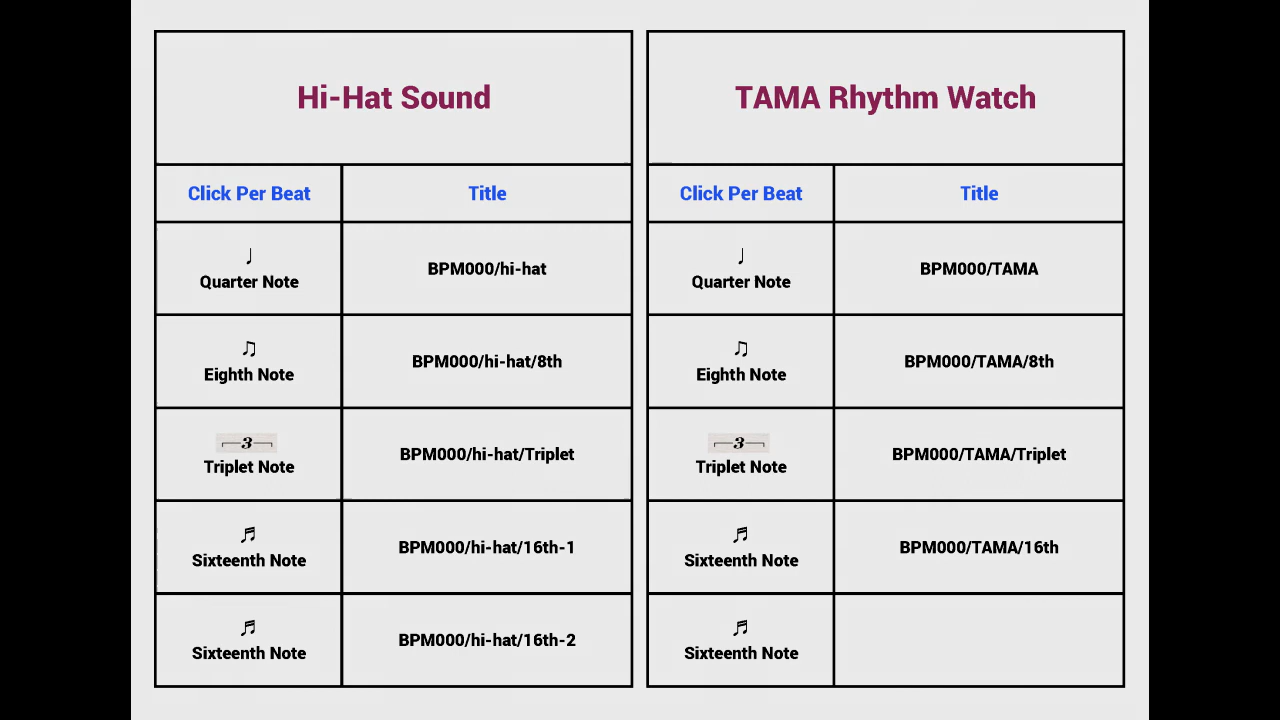 Hi-Hat Sound
Click Per Beat
Title
♩
Quarter Note
BPM000/hi-hat
♫
Eighth Note
BPM000/hi-hat/8th
3
Triplet Note
BPM000/hi-hat/Triplet
♬
Sixteenth Note
BPM000/hi-hat/16th-1
♬
Sixteenth Note
BPM000/hi-hat/16th-2
TAMA Rhythm Watch
Click Per Beat
Title
♩
Quarter Note
BPM000/TAMA
♫
Eighth Note
BPM000/TAMA/8th
3
Triplet Note
BPM000/TAMA/Triplet
♬
Sixteenth Note
BPM000/TAMA/16th
♬
Sixteenth Note